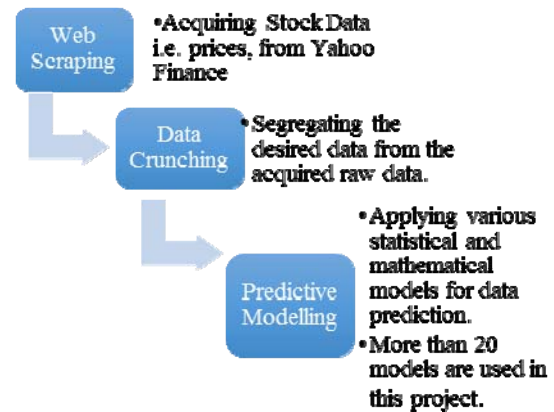 Web
Scraping
•Acquiring Stock Data
i.e. prices, from Yahoo
Finance
Data
Crunching
•Segregating the
desired data from the
acquired raw data.
Predictive
Modelling
•Applying various
statistical and
mathematical
models for data
prediction.
•More than 20
models are used in
this project.